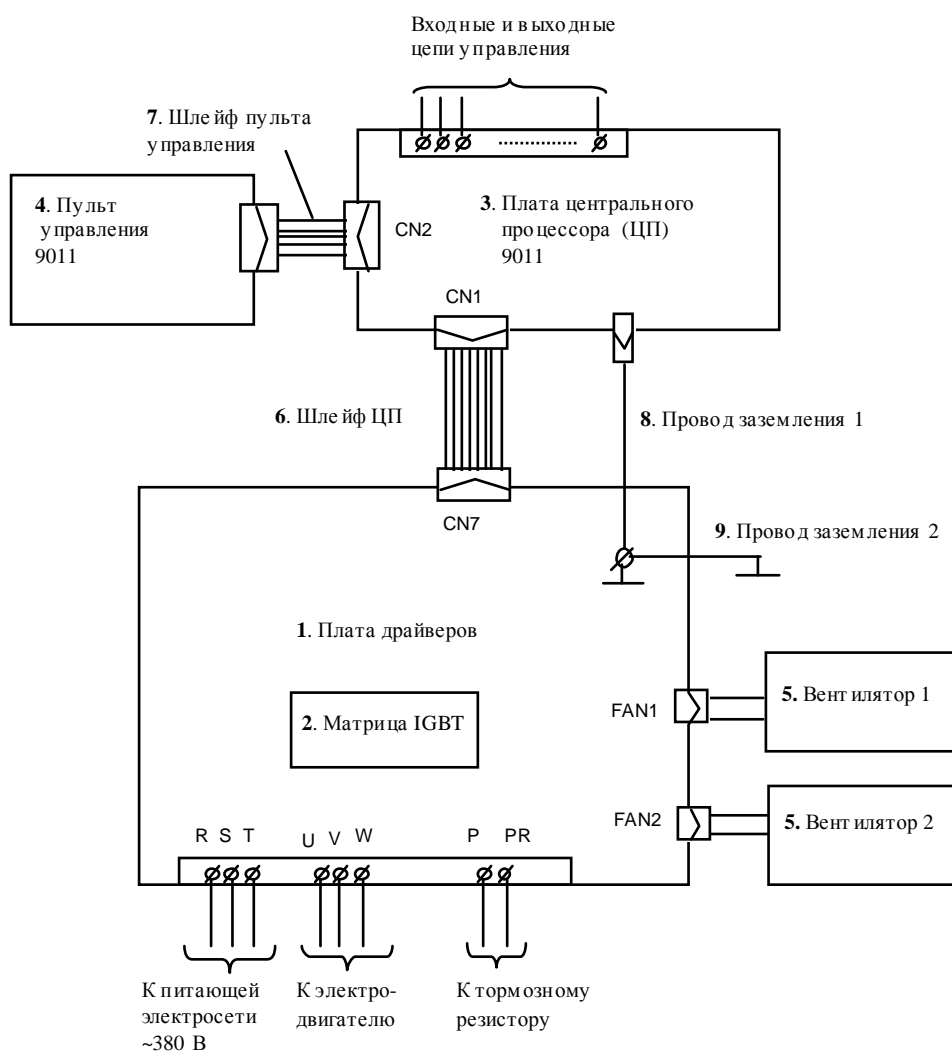 Входные и выходные
цепи управления
7. Шлейф пульта
управления
4. Пульт
управления
9011
CN2
3. Плата центрального
процессора (ЦП)
9011
CN1
6. Шлейф ЦП
8. Провод заземления 1
CN7
9. Провод заземления 2
1. Плата драйверов
2. Матрица IGBT
FAN1
5. Вентилятор 1
FAN2
5. Вентилятор 2
R S T U V W P PR
К питающей
электросети
~380 В
К электро-
двигателю
К тормозному
резистору